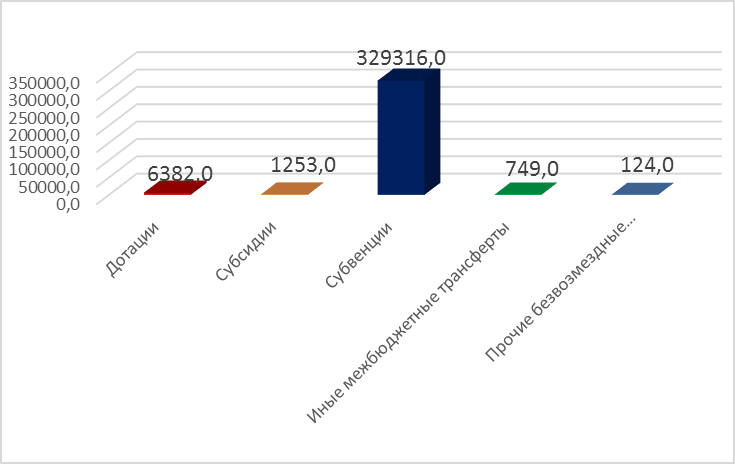 329316,0
350000,0
300000,0
250000,0
200000,0
150000,0
100000,0
50000,0
0,0
6382,0
1253,0
749,0
124,0
Дотации
Субсидии
Субвенции
Иные межбюджетные трансферты
Прочие безвозмездные...